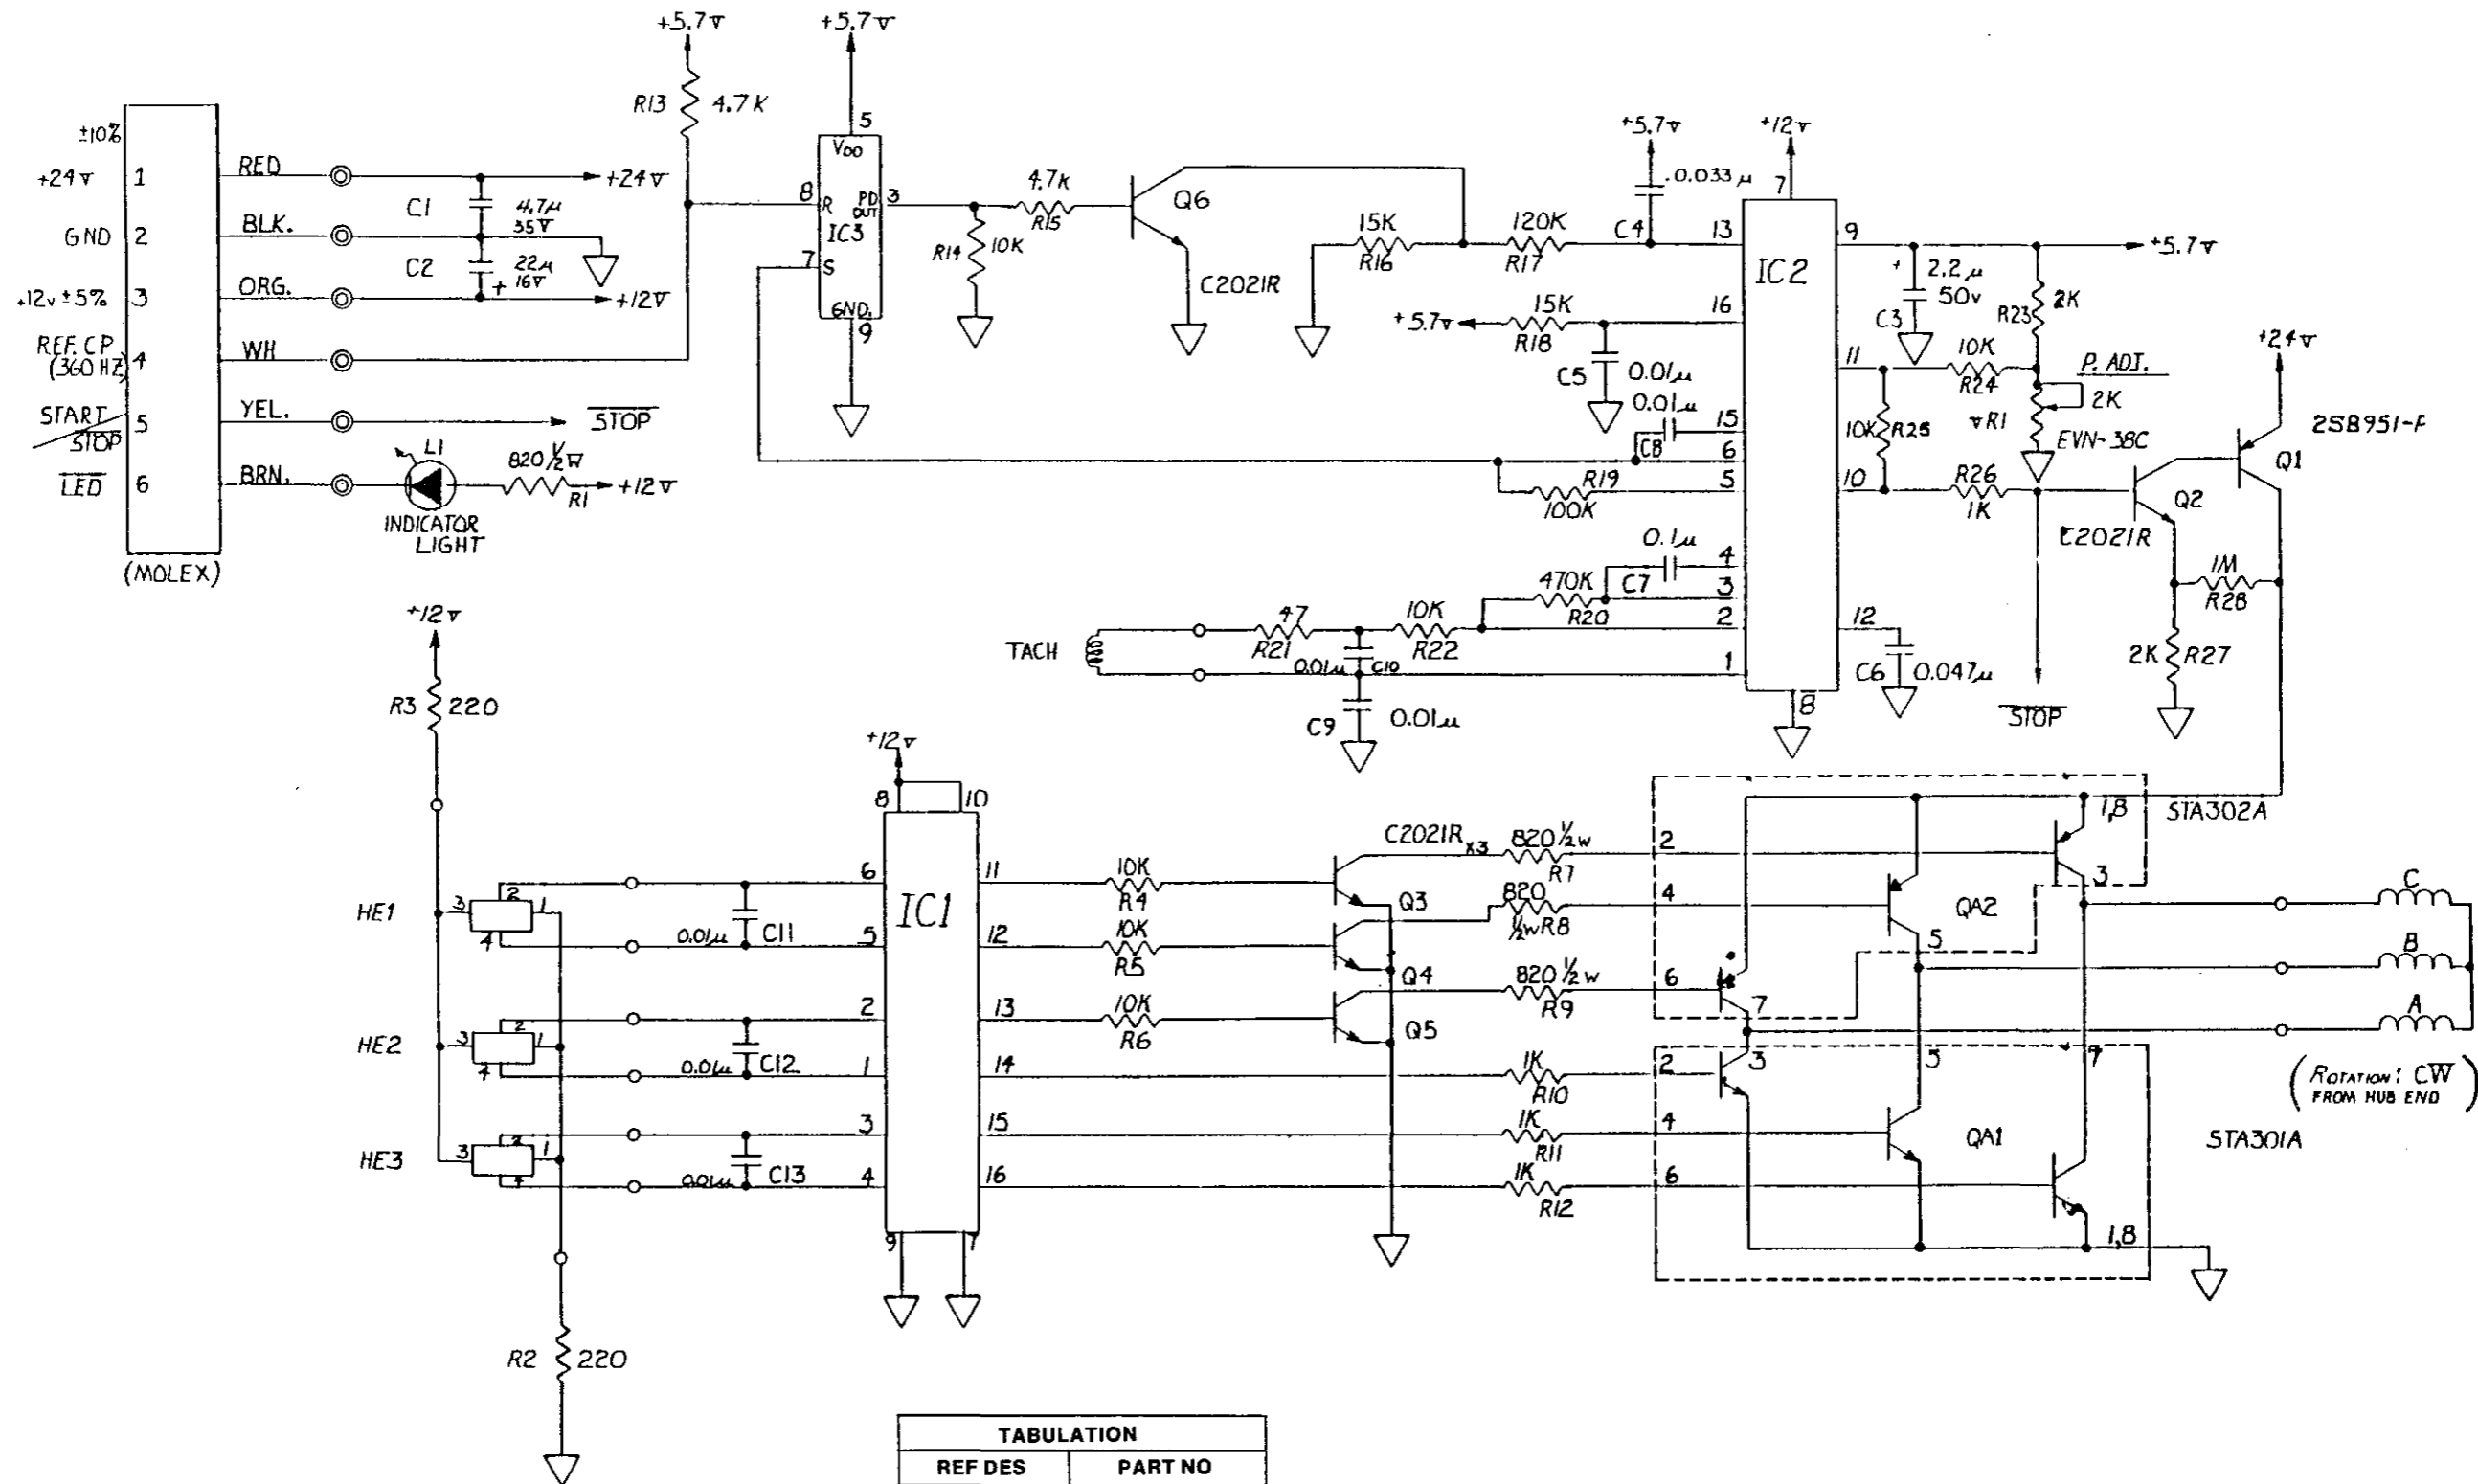 +5.7v
+5.7v
R13 4.7K
±10%
+24v 1 RED +24v
C1 4.7µ 35v
GND 2 BLK.
C2 22µ 16v
+
+12v ±5% 3 ORG. +12v
REF. CP (360 HZ) 4 WH
START/STOP 5 YEL. STOP
LED 6 BRN.
L1
820 1/2W
R1
+12v
INDICATOR LIGHT
(MOLEX)
5
VDD
8 R PD OUT 3
IC3
7 S
GND.
9
R14 10K
4.7K
R15
Q6
C2021R
15K
R16
120K
R17
+5.7v
0.033µ
C4
+12v
7
13
IC2
9
+5.7v
+ 2.2µ 50v
C3
R23 2K
+5.7v 15K
R18
16
C5 0.01µ
0.01µ
C8
15
6
R19
100K
5
11
10K
R24
P. ADJ.
2K
VR1
EVN-38C
10K R25
10
R26
1K
+24v
2SB951-P
Q1
Q2
C2021R
1M
R28
2K R27
0.1µ
C7
4
470K
R20
3
2
1
12
C6 0.047µ
8
STOP
TACH
47
R21
10K
R22
0.01µ C10
C9 0.01µ
+12v
R3 220
+12v
8 10
HE1
3 2 1 4
0.01µ C11
6
5
IC1
HE2
3 2 1 4
0.01µ C12
2
1
HE3
3 2 1 4
0.01µ C13
3
4
9 7
R2 220
11 10K
R4
12 10K
R5
13 10K
R6
14
15
16
C2021R x3
Q3
Q4
Q5
820 1/2w
R7
820
1/2w R8
820 1/2w
R9
1K
R10
1K
R11
1K
R12
2
4
6
1,8
STA302A
3
QA2
5
7
2 3
5
7
4
QA1
6
1,8
STA301A
C
B
A
(ROTATION: CW
FROM HUB END)
TABULATION
REF DES PART NO